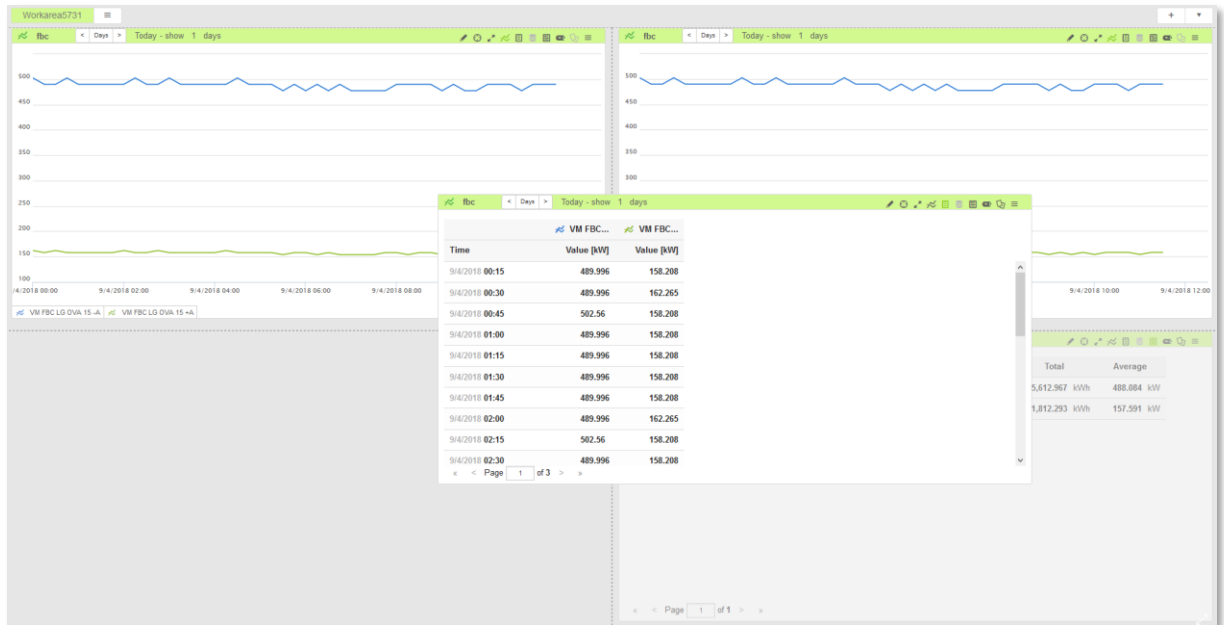 Workarea5731
fbc < Days > Today - show 1 days
500
450
400
350
300
250
200
150
100
/4/2018 00:00 9/4/2018 02:00 9/4/2018 04:00 9/4/2018 06:00 9/4/2018 08:00
VM FBC LG OVA 15 -A VM FBC LG OVA 15 +A
+ ▼
fbc < Days > Today - show 1 days
500
450
400
350
300
9/4/2018 10:00 9/4/2018 12:00
fbc < Days > Today - show 1 days
VM FBC... VM FBC...
Time Value [kW] Value [kW]
9/4/2018 00:15 489.996 158.208
9/4/2018 00:30 489.996 162.265
9/4/2018 00:45 502.56 158.208
9/4/2018 01:00 489.996 158.208
9/4/2018 01:15 489.996 158.208
9/4/2018 01:30 489.996 158.208
9/4/2018 01:45 489.996 158.208
9/4/2018 02:00 489.996 162.265
9/4/2018 02:15 502.56 158.208
9/4/2018 02:30 489.996 158.208
« < Page 1 of 3 > »
Total Average
5,612.967 kWh 488.084 kW
1,812.293 kWh 157.591 kW
« < Page 1 of 1 > »